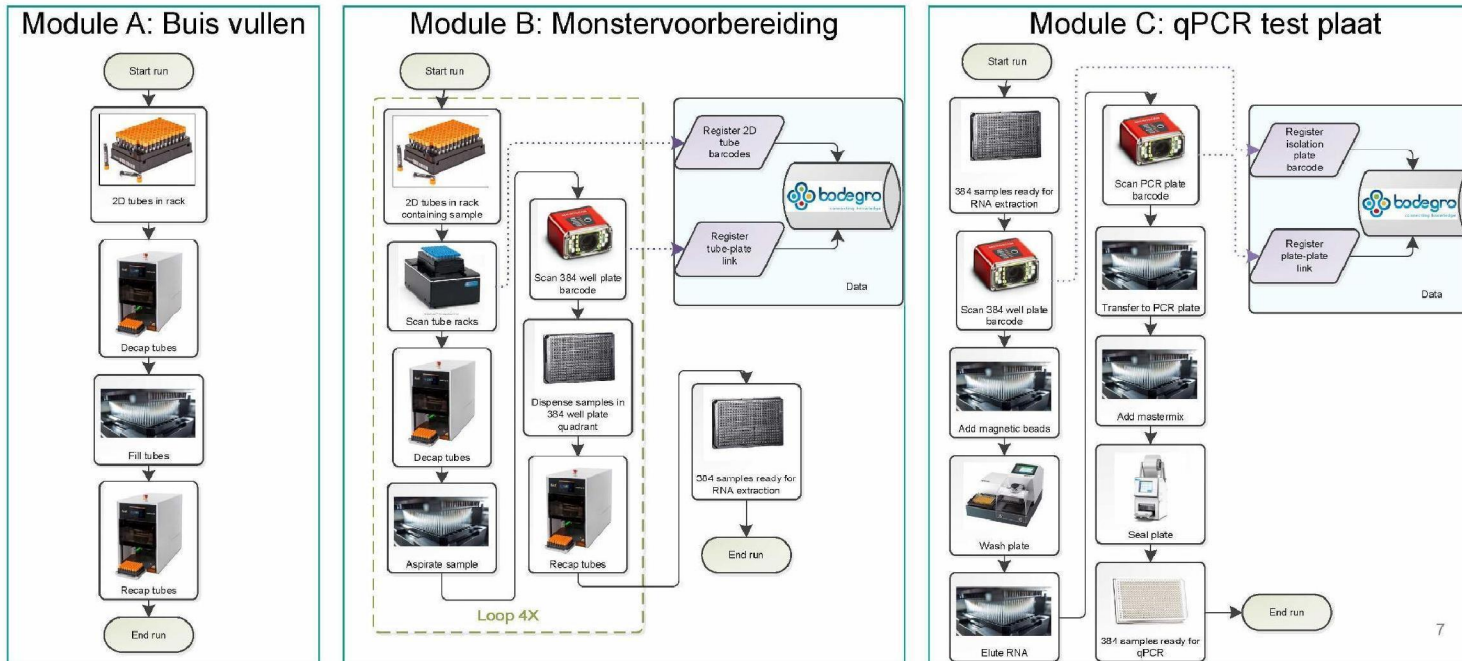 Module A: Buis vullen
Start run
2D tubes in rack
Decap tubes
Fill tubes
Recap tubes
End run
Module B: Monstervoorbereiding
Start run
2D tubes in rack
containing sample
Scan tube racks
Decap tubes
Aspirate sample
Scan 384 well plate
barcode
Dispense samples in
384 well plate
quadrant
Recap tubes
Loop 4X
Register 2D
tube
barcodes
Register
tube-plate
link
bodegro
connecting knowledge
Data
384 samples ready for
RNA extraction
End run
Module C: qPCR test plaat
Start run
384 samples ready for
RNA extraction
Scan 384 well plate
barcode
Add magnetic beads
Wash plate
Elute RNA
Scan PCR plate
barcode
Transfer to PCR plate
Add mastermix
Seal plate
384 samples ready for
qPCR
End run
Register
isolation
plate
barcode
Register
plate-plate
link
bodegro
connecting knowledge
Data
7